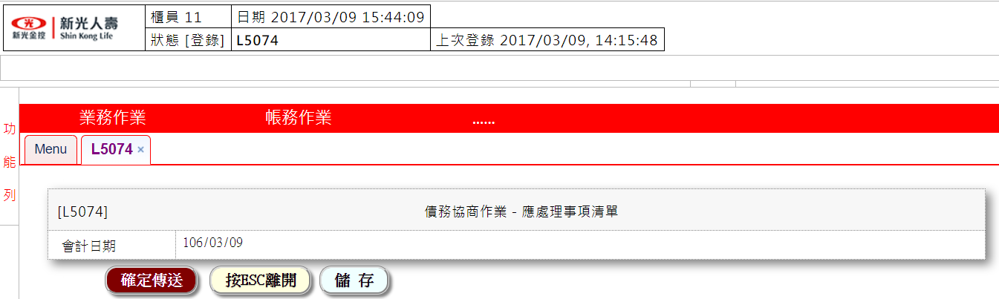 新光金控 新光人壽 Shin Kong Life
櫃員 11 日期 2017/03/09 15:44:09
狀態 [登錄] L5074 上次登錄 2017/03/09, 14:15:48
功能列
業務作業 帳務作業 ......
Menu L5074 ×
[L5074] 債務協商作業－應處理事項清單
會計日期 106/03/09
確定傳送 按ESC離開 儲 存